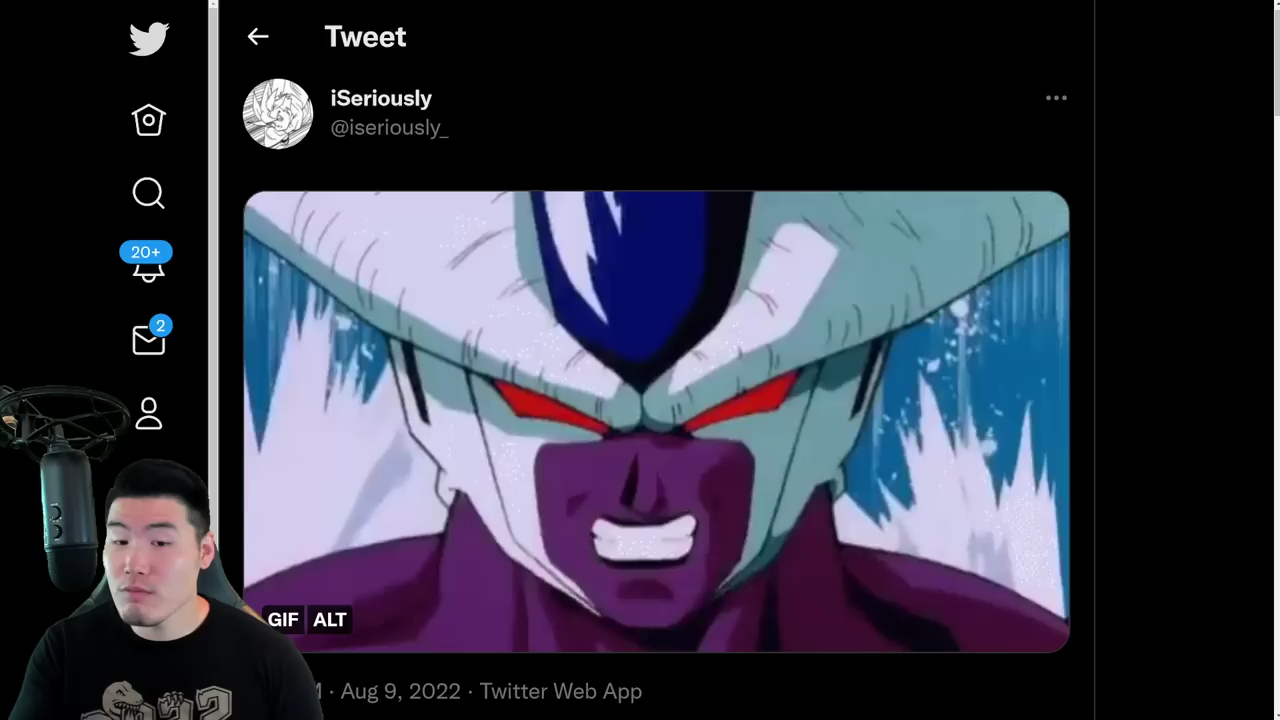 Tweet
iSeriously
@iseriously_
20+
2
GIF ALT
· Aug 9, 2022 · Twitter Web App